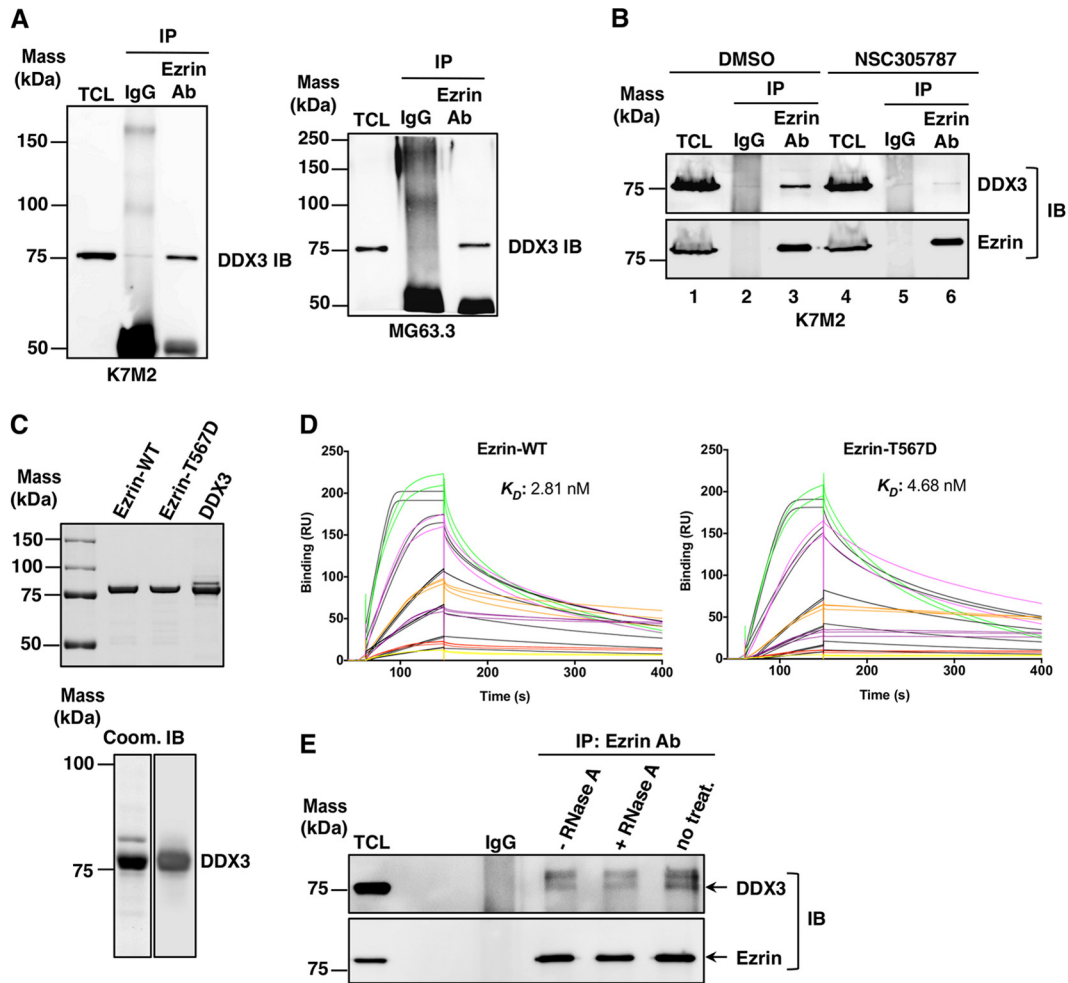 A
IP
Mass
(kDa)
Ezrin
TCL IgG Ab
150
100
75
50
DDX3 IB
K7M2
IP
Mass
(kDa)
Ezrin
TCL IgG Ab
250
150
100
75
50
DDX3 IB
MG63.3
B
DMSO NSC305787
Mass
(kDa)
IP IP
Ezrin Ezrin
TCL IgG Ab TCL IgG Ab
75
DDX3
75
Ezrin
IB
1 2 3 4 5 6
K7M2
C
Mass
(kDa)
Ezrin-WT
Ezrin-T567D
DDX3
150
100
75
50
Mass
(kDa)
Coom. IB
100
75
DDX3
D
Ezrin-WT
KD: 2.81 nM
Binding (RU)
250
200
150
100
50
0
100 200 300 400
Time (s)
Ezrin-T567D
KD: 4.68 nM
Binding (RU)
250
200
150
100
50
0
100 200 300 400
Time (s)
E
IP: Ezrin Ab
Mass
(kDa)
TCL IgG
- RNase A
+ RNase A
no treat.
75
DDX3
75
Ezrin
IB